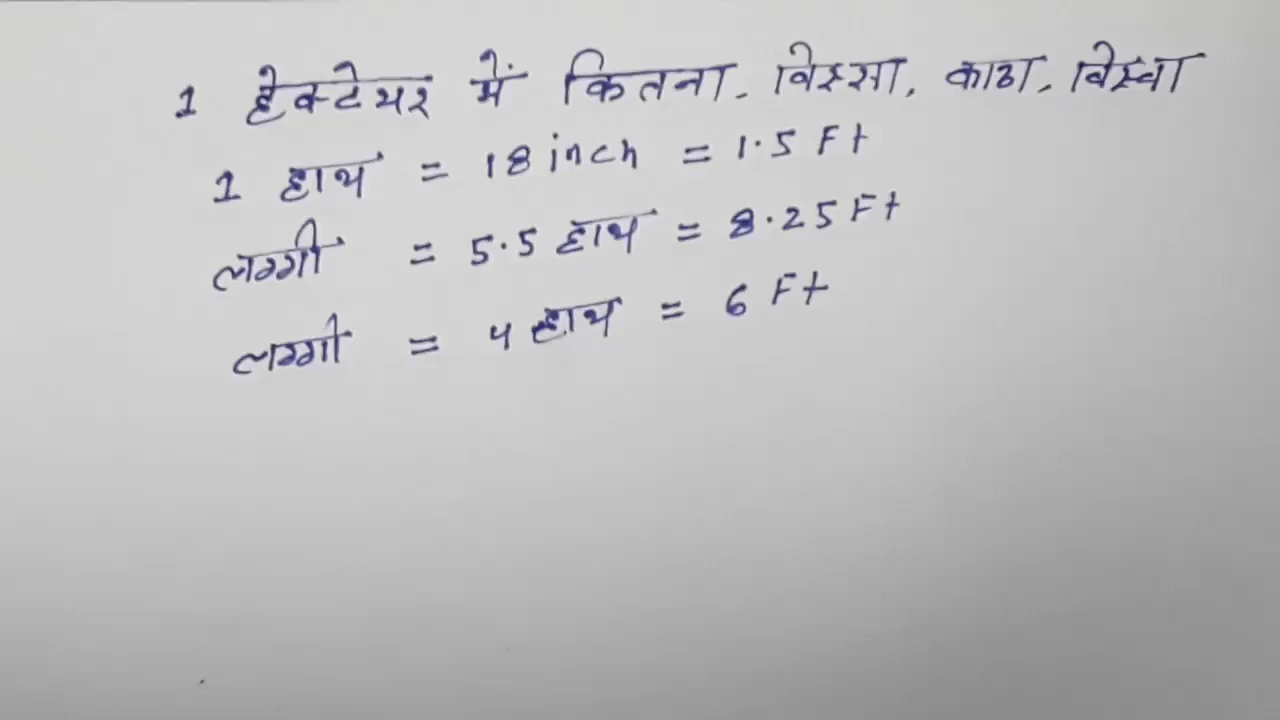 1 हेक्टेयर में कितना. विस्सा, काठा, विस्वा
1 हाथ = 18 inch = 1.5 Ft
लग्गी = 5.5 हाथ = 8.25 Ft
लग्गी = 4 हाथ = 6 Ft